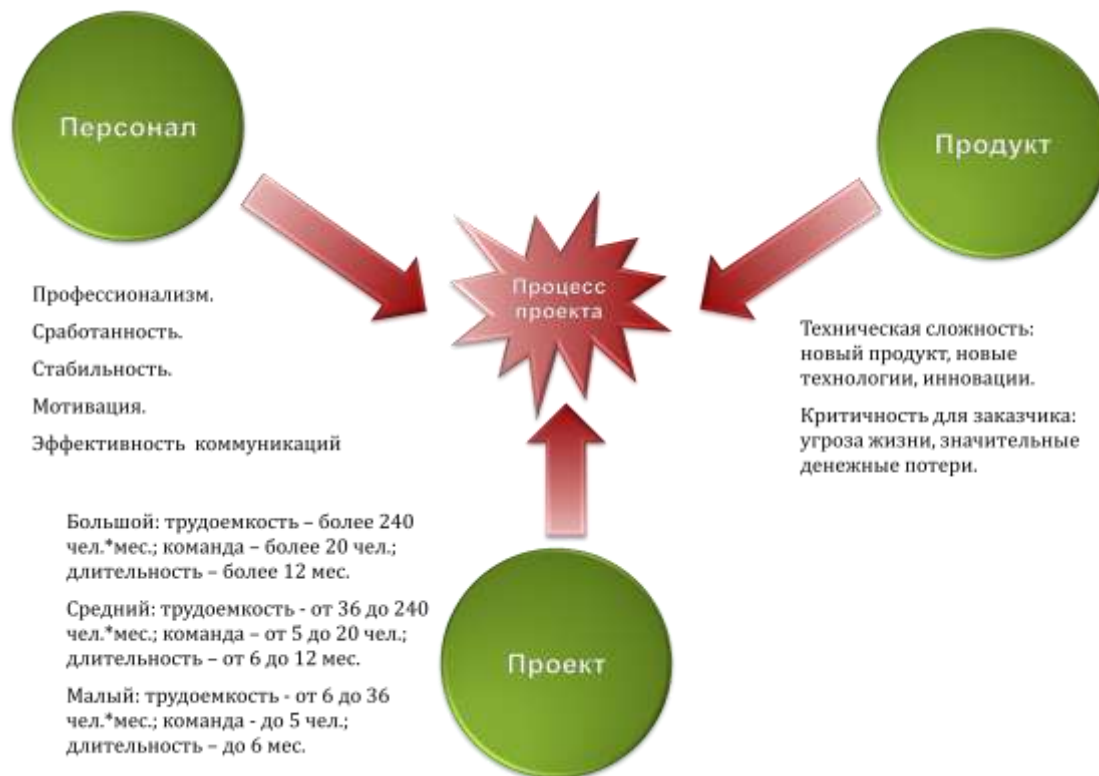 Персонал
Продукт
Процесс
проекта
Профессионализм.
Сработанность.
Стабильность.
Мотивация.
Эффективность коммуникаций
Техническая сложность:
новый продукт, новые
технологии, инновации.
Критичность для заказчика:
угроза жизни, значительные
денежные потери.
Большой: трудоемкость – более 240
чел.*мес.; команда – более 20 чел.;
длительность – более 12 мес.
Средний: трудоемкость - от 36 до 240
чел.*мес.; команда – от 5 до 20 чел.;
длительность – от 6 до 12 мес.
Малый: трудоемкость - от 6 до 36
чел.*мес.; команда - до 5 чел.;
длительность – до 6 мес.
Проект